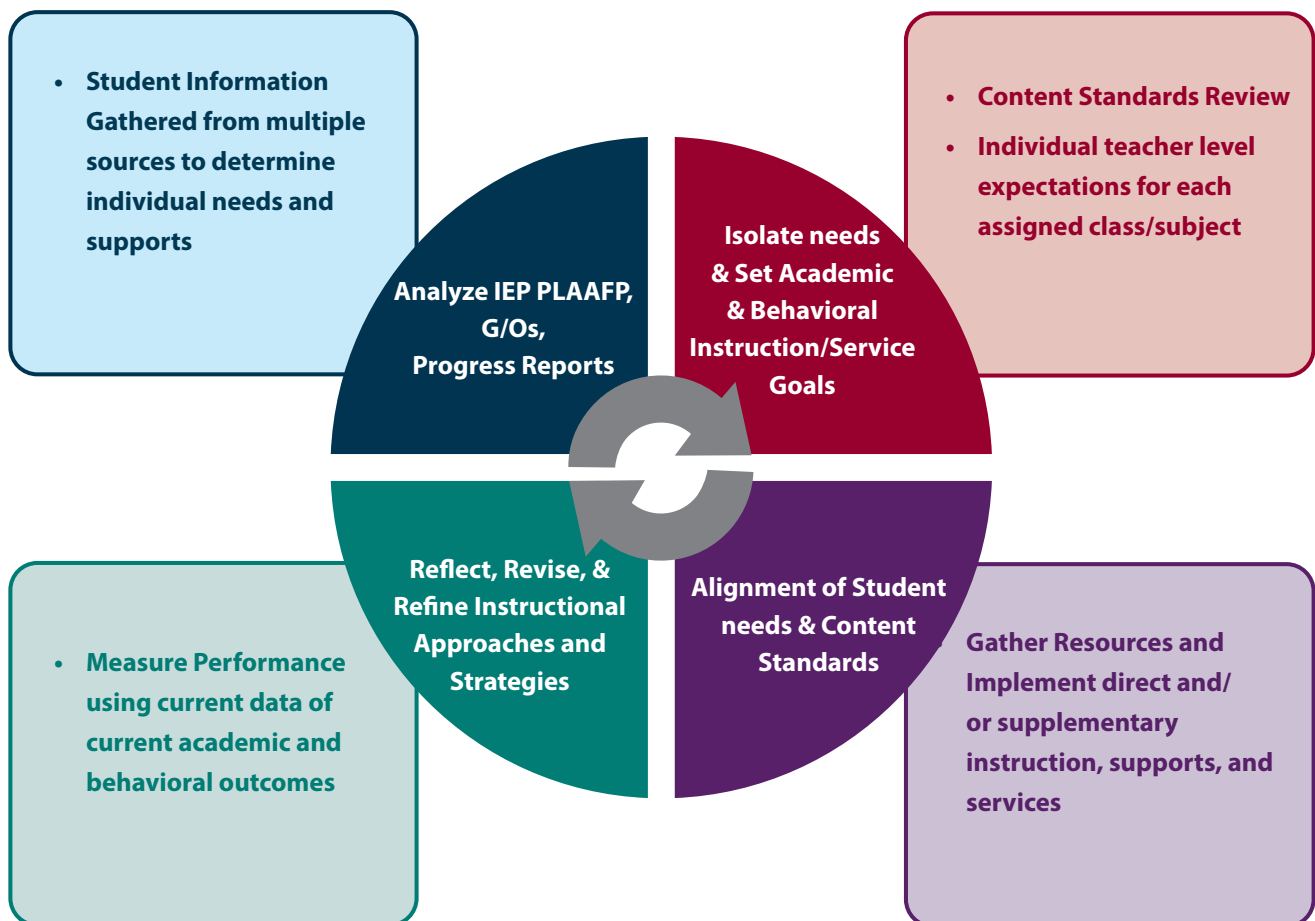 • Student Information
Gathered from multiple
sources to determine
individual needs and
supports
• Content Standards Review
• Individual teacher level
expectations for each
assigned class/subject
Analyze IEP PLAAFP,
G/Os,
Progress Reports
Isolate needs
& Set Academic
& Behavioral
Instruction/Service
Goals
Reflect, Revise, &
Refine Instructional
Approaches and
Strategies
Alignment of Student
needs & Content
Standards
• Measure Performance
using current data of
current academic and
behavioral outcomes
• Gather Resources and
Implement direct and/
or supplementary
instruction, supports, and
services